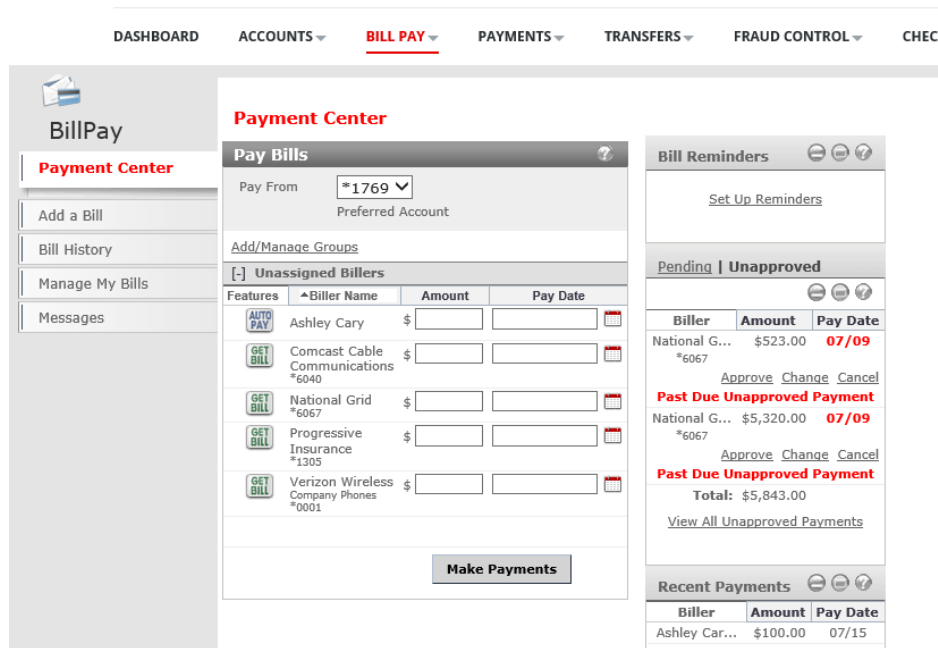 DASHBOARD ACCOUNTS BILL PAY PAYMENTS TRANSFERS FRAUD CONTROL CHEC
BillPay
Payment Center
Add a Bill
Bill History
Manage My Bills
Messages
Payment Center
Pay Bills ?
Pay From *1769
Preferred Account
Add/Manage Groups
[-] Unassigned Billers
Features Biller Name Amount Pay Date
AUTO PAY Ashley Cary $
GET BILL Comcast Cable $
Communications
*6040
GET BILL National Grid $
*6067
GET BILL Progressive $
Insurance
*1305
GET BILL Verizon Wireless $
Company Phones
*0001
Make Payments
Bill Reminders ?
Set Up Reminders
Pending | Unapproved
?
Biller Amount Pay Date
National G... $523.00 07/09
*6067
Approve Change Cancel
Past Due Unapproved Payment
National G... $5,320.00 07/09
*6067
Approve Change Cancel
Past Due Unapproved Payment
Total: $5,843.00
View All Unapproved Payments
Recent Payments ?
Biller Amount Pay Date
Ashley Car... $100.00 07/15